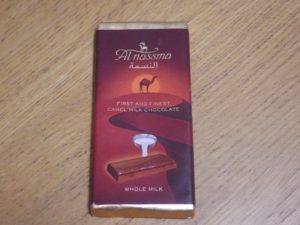 Al nassma
النسمة
FIRST AND FINEST
CAMEL MILK CHOCOLATE
WHOLE MILK